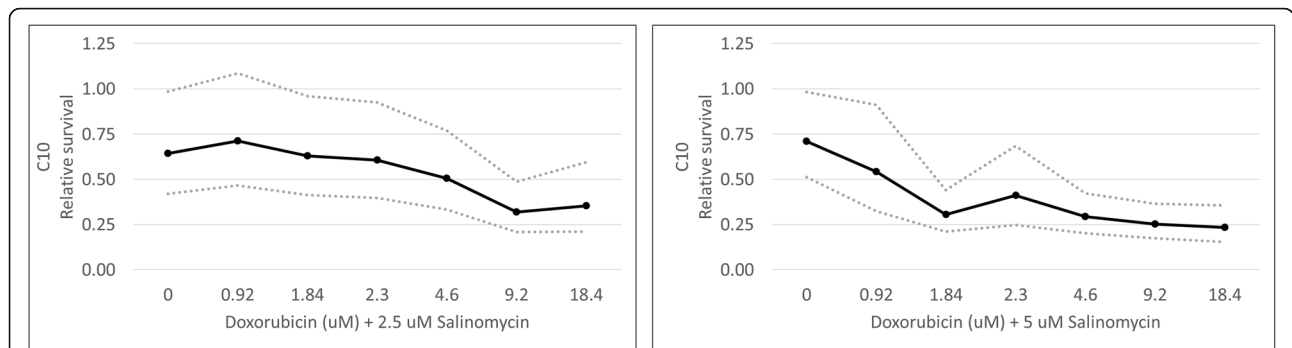 C10
Relative survival
1.25
1.00
0.75
0.50
0.25
0.00
0 0.92 1.84 2.3 4.6 9.2 18.4
Doxorubicin (uM) + 2.5 uM Salinomycin
C10
Relative survival
1.25
1.00
0.75
0.50
0.25
0.00
0 0.92 1.84 2.3 4.6 9.2 18.4
Doxorubicin (uM) + 5 uM Salinomycin